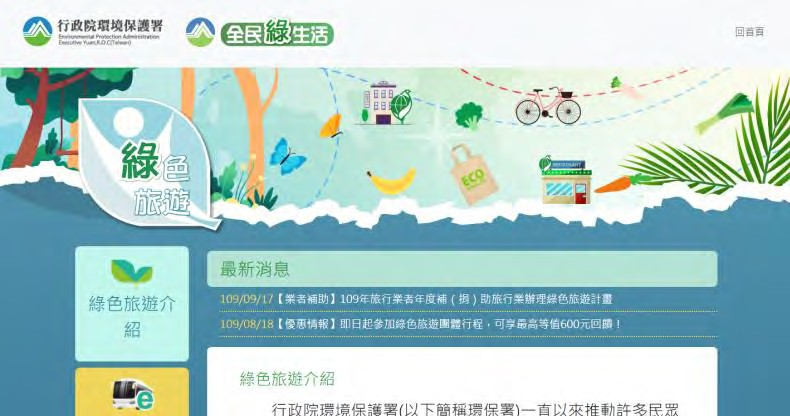 行政院環境保護署
Environmental Protection Administration
Executive Yuan,R.O.C(Taiwan)
全民綠生活
回首頁
綠色
旅遊
ECO
RESTAURANT
最新消息
109/09/17【業者補助】109年旅行業者年度補（捐）助旅行業辦理綠色旅遊計畫
109/08/18【優惠情報】即日起參加綠色旅遊團體行程，可享最高等值600元回饋！
綠色旅遊介
紹
綠色旅遊介紹
行政院環境保護署(以下簡稱環保署)一直以來推動許多民眾
e